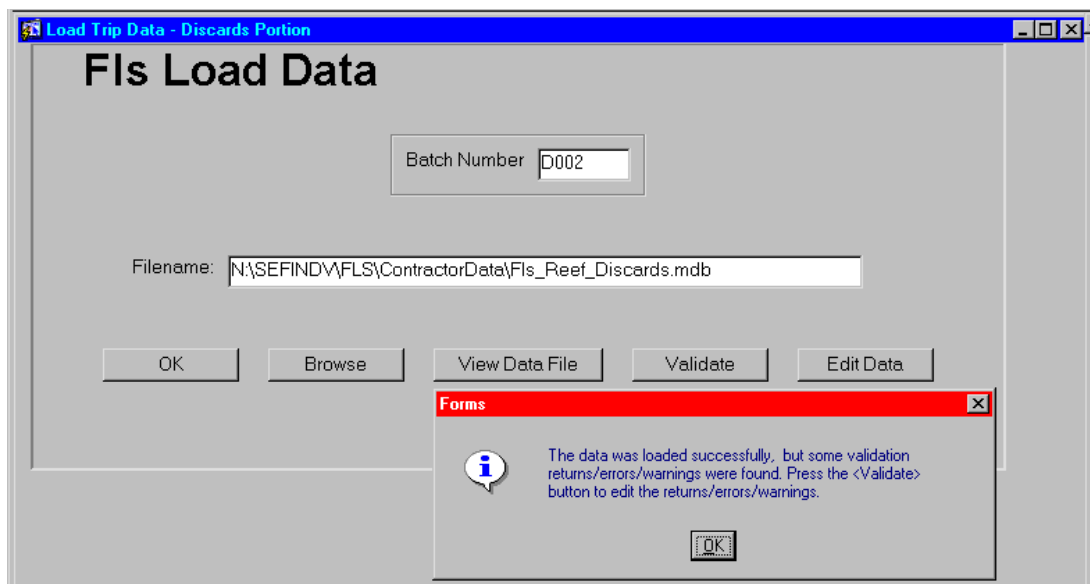 Load Trip Data - Discards Portion
Fls Load Data
Batch Number D002
Filename: N:\SEFINDV\FLS\ContractorData\Fls_Reef_Discards.mdb
OK Browse View Data File Validate Edit Data
Forms
The data was loaded successfully, but some validation
returns/errors/warnings were found. Press the <Validate>
button to edit the returns/errors/warnings.
OK